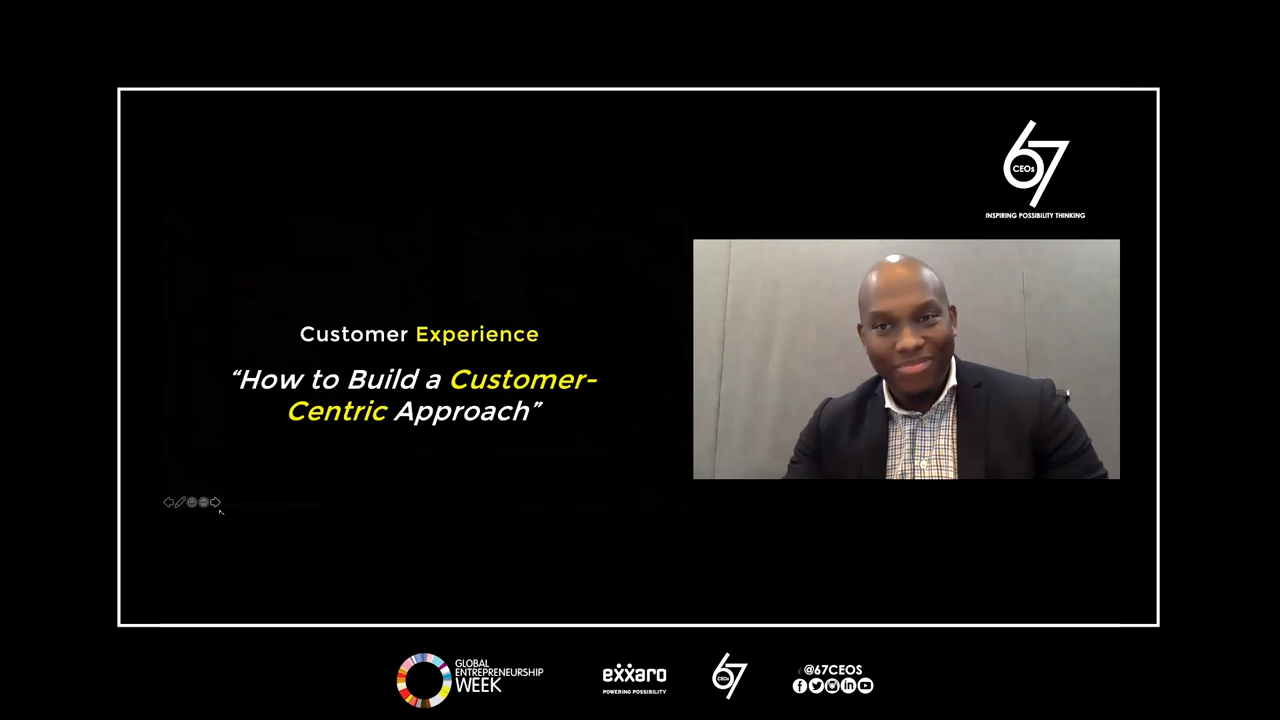 67
CEOs
INSPIRING POSSIBILITY THINKING
Customer Experience
“How to Build a Customer-
Centric Approach”
GLOBAL
ENTREPRENEURSHIP
WEEK
exxaro
POWERING POSSIBILITY
67
CEOs
@67CEOS